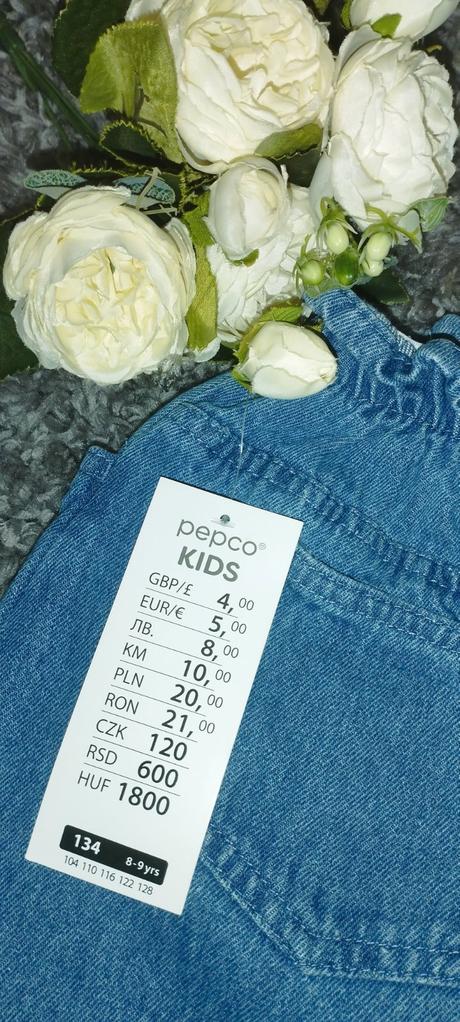 pepco®
KIDS
GBP/£ 4,00
EUR/€ 5,00
ЛВ. 8,00
KM 10,00
PLN 20,00
RON 21,00
CZK 120
RSD 600
HUF 1800
134 8-9 yrs
104 110 116 122 128